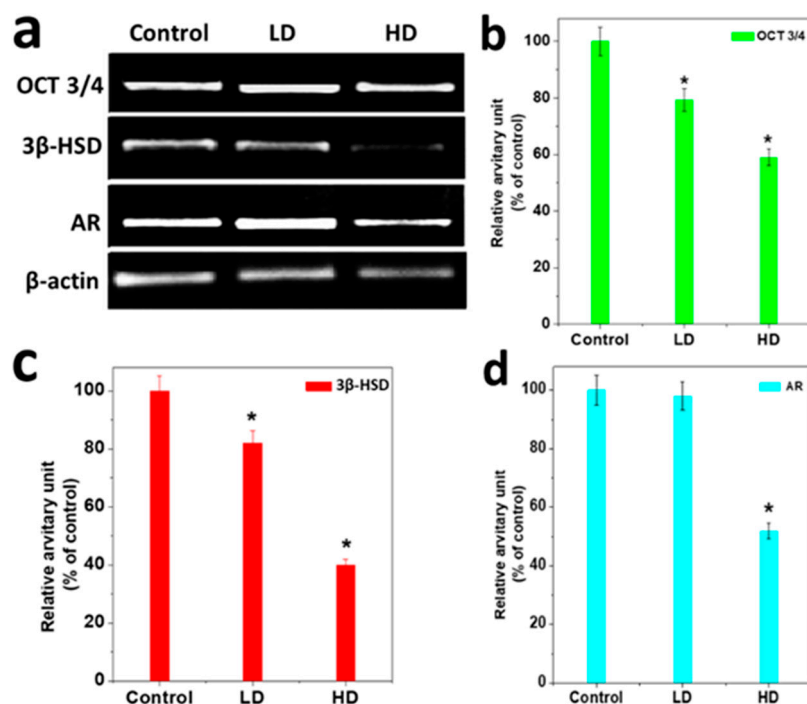 a
Control LD HD
OCT 3/4
3β-HSD
AR
β-actin
b
OCT 3/4
Relative arvitary unit
(% of control)
100
80
60
40
20
0
*
*
Control LD HD
c
3β-HSD
Relative arvitary unit
(% of control)
100
80
60
40
20
0
*
*
Control LD HD
d
AR
Relative arvitary unit
(% of control)
100
80
60
40
20
0
*
Control LD HD